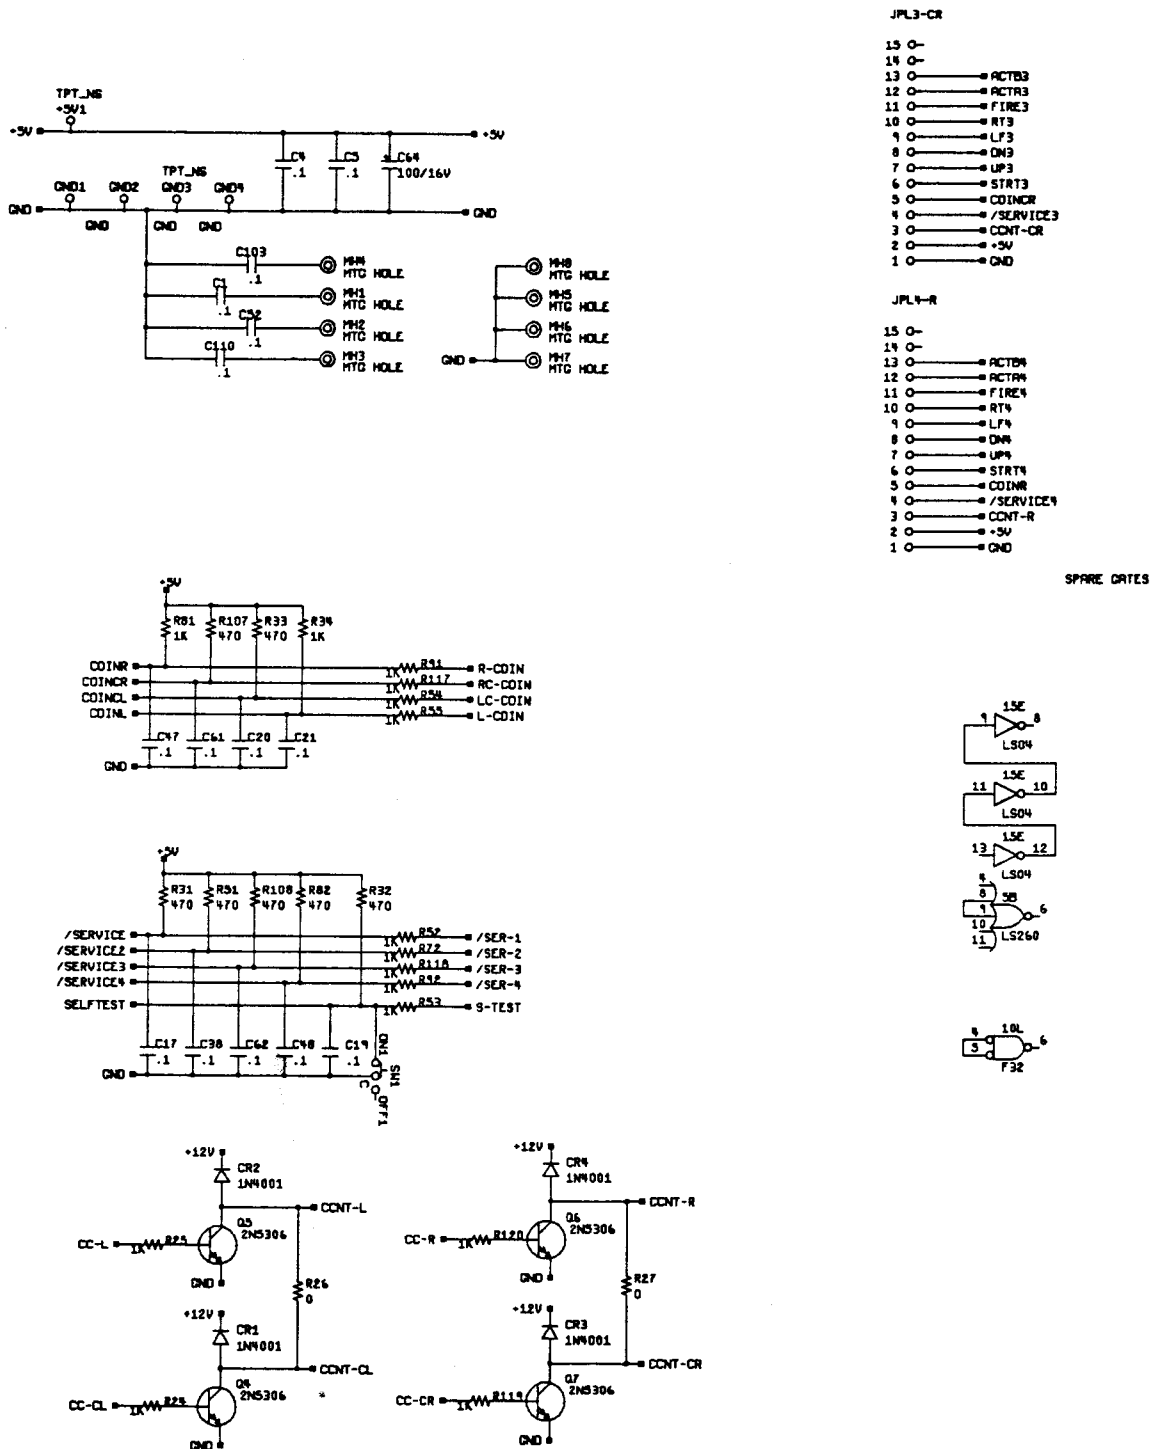 JPL3-CR
15
14
13 ACTB3
12 ACTA3
11 FIRE3
10 RT3
9 LF3
8 DN3
7 UP3
6 STRT3
5 COINCR
4 /SERVICE3
3 CCNT-CR
2 +5V
1 GND
TPT_NS
+5V1
+5V +5V
C4 C5 C64
.1 .1 100/16V
TPT_NS
GND1 GND2 GND3 GND4
GND GND
GND GND GND
C103 MH4
.1 MTG HOLE
C1 MH1
.1 MTG HOLE
C52 MH2
.1 MTG HOLE
C110 MH3
.1 MTG HOLE
MH8
MTG HOLE
MH5
MTG HOLE
MH6
MTG HOLE
GND MH7
MTG HOLE
JPL4-R
15
14
13 ACTB4
12 ACTA4
11 FIRE4
10 RT4
9 LF4
8 DN4
7 UP4
6 STRT4
5 COINR
4 /SERVICE4
3 CCNT-R
2 +5V
1 GND
SPARE GATES
+5V
R81 R107 R33 R34
1K 470 470 1K
COINR 1K R91 R-COIN
COINCR 1K R117 RC-COIN
COINCL 1K R54 LC-COIN
COINL 1K R55 L-COIN
C47 C61 C20 C21
.1 .1 .1 .1
GND
15E
9 8
LS04
15E
11 10
LS04
15E
13 12
LS04
4
8 5B
9 6
10 LS260
11
10L
4 6
5
F32
+5V
R31 R51 R108 R82 R32
470 470 470 470 470
/SERVICE 1K R52 /SER-1
/SERVICE2 1K R72 /SER-2
/SERVICE3 1K R118 /SER-3
/SERVICE4 1K R92 /SER-4
SELFTEST 1K R53 S-TEST
C17 C38 C62 C48 C19
.1 .1 .1 .1 .1
GND
ON1
SW1
C
OFF1
+12V CR2
1N4001
CCNT-L
Q5
2N5306
CC-L 1K R25
GND
R26
0
+12V CR1
1N4001
CCNT-CL
Q4
2N5306
CC-CL 1K R24
GND
+12V CR4
1N4001
CCNT-R
Q6
2N5306
CC-R 1K R120
GND
R27
0
+12V CR3
1N4001
CCNT-CR
Q7
2N5306
CC-CR 1K R119
GND